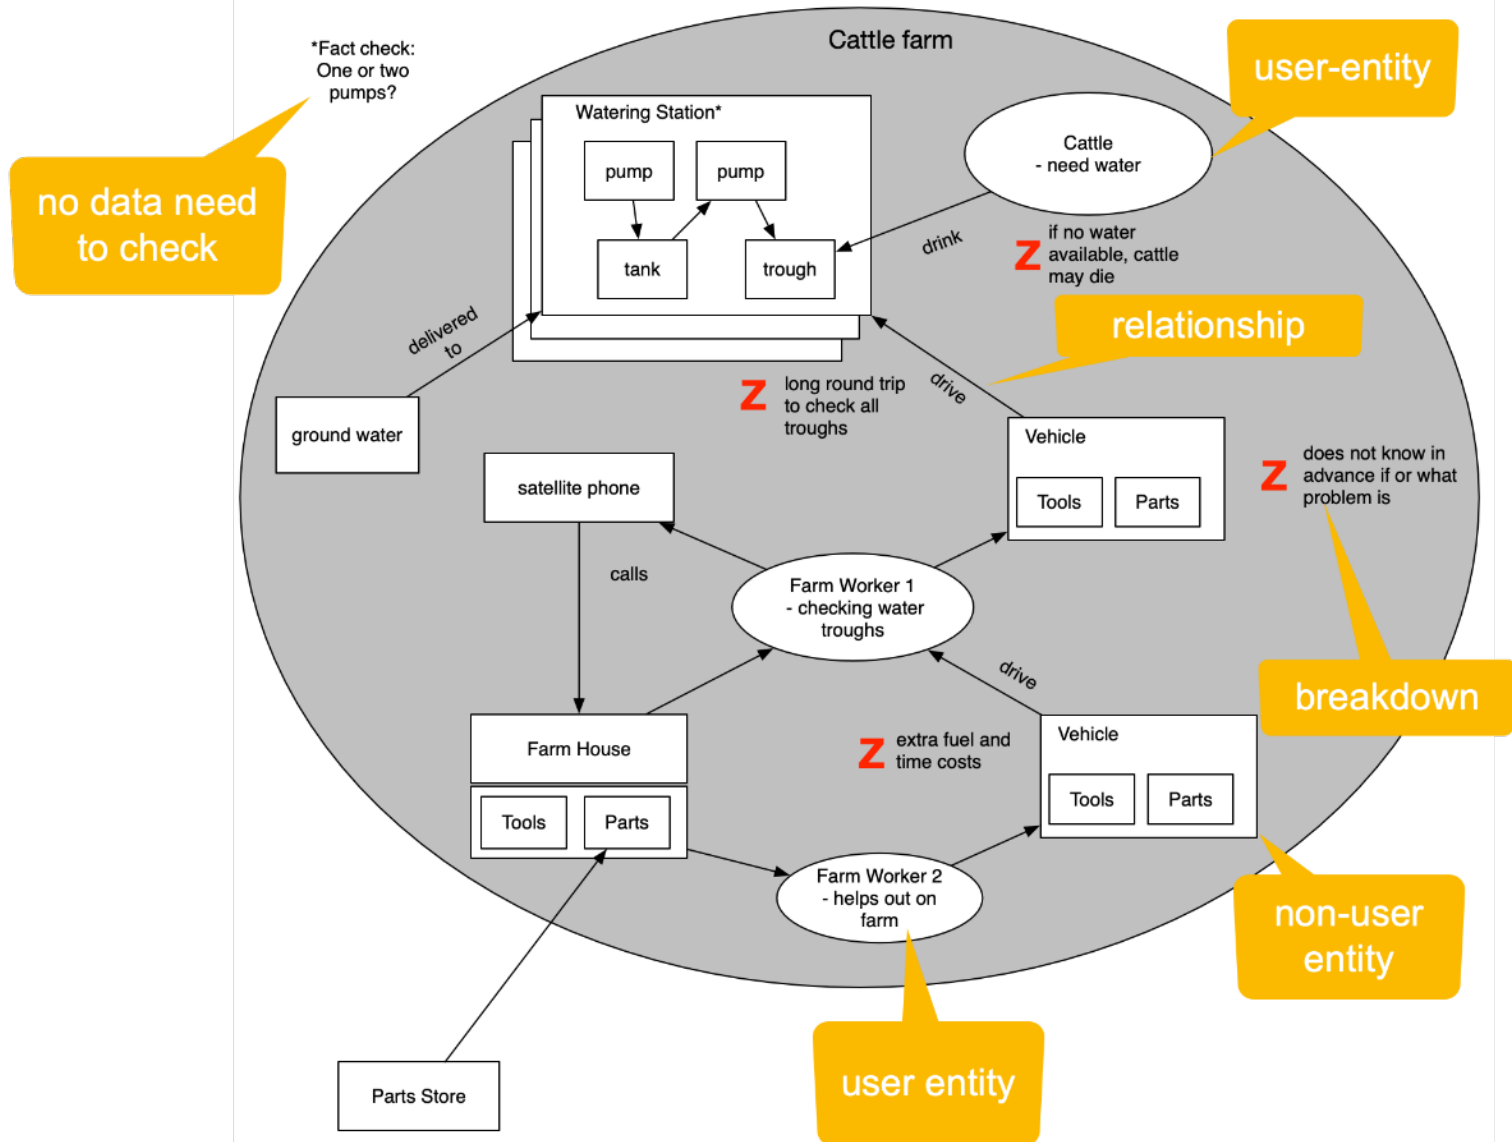 Cattle farm
*Fact check:
One or two
pumps?
user-entity
no data need
to check
Watering Station*
pump
pump
tank
trough
Cattle
- need water
drink
Z
if no water
available, cattle
may die
delivered
to
relationship
drive
Z
long round trip
to check all
troughs
ground water
Vehicle
Tools
Parts
Z
does not know in
advance if or what
problem is
satellite phone
calls
Farm Worker 1
- checking water
troughs
breakdown
drive
Farm House
Tools
Parts
Z
extra fuel and
time costs
Vehicle
Tools
Parts
Farm Worker 2
- helps out on
farm
non-user
entity
user entity
Parts Store